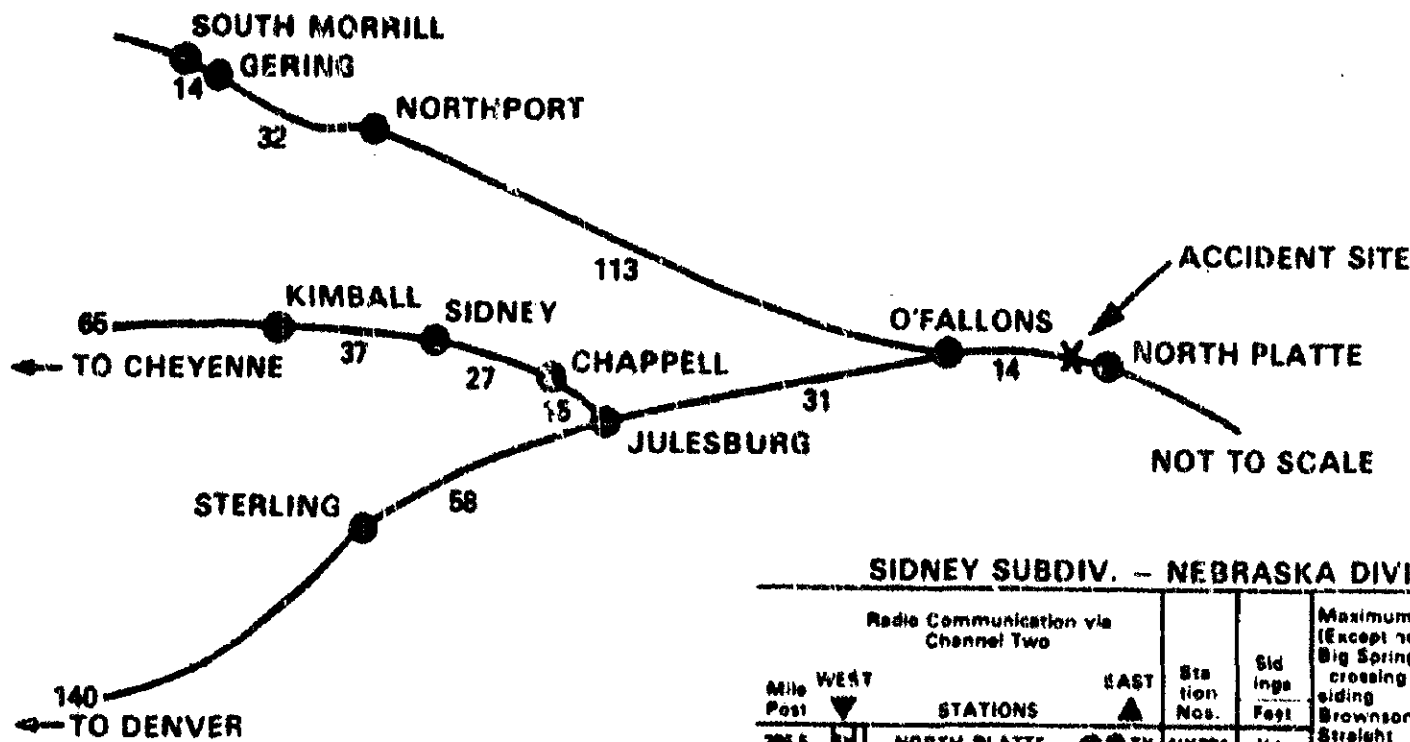 SOUTH MORRILL
14
GERING
NORTHPORT
32
113
ACCIDENT SITE
KIMBALL
SIDNEY
O'FALLONS
65
37
TO CHEYENNE
27
CHAPPELL
14
NORTH PLATTE
31
JULESBURG
NOT TO SCALE
STERLING
58
140
TO DENVER
SIDNEY SUBDIV. – NEBRASKA DIVI
Radio Communication via
Channel Two
Mile
Post
WEST
STATIONS
EAST
Sta
tion
Nos.
Sid
ings
Feet
Maximum
(Except
Big Spring
crossing
siding
Brownson
Straight
NORTH PLATTE